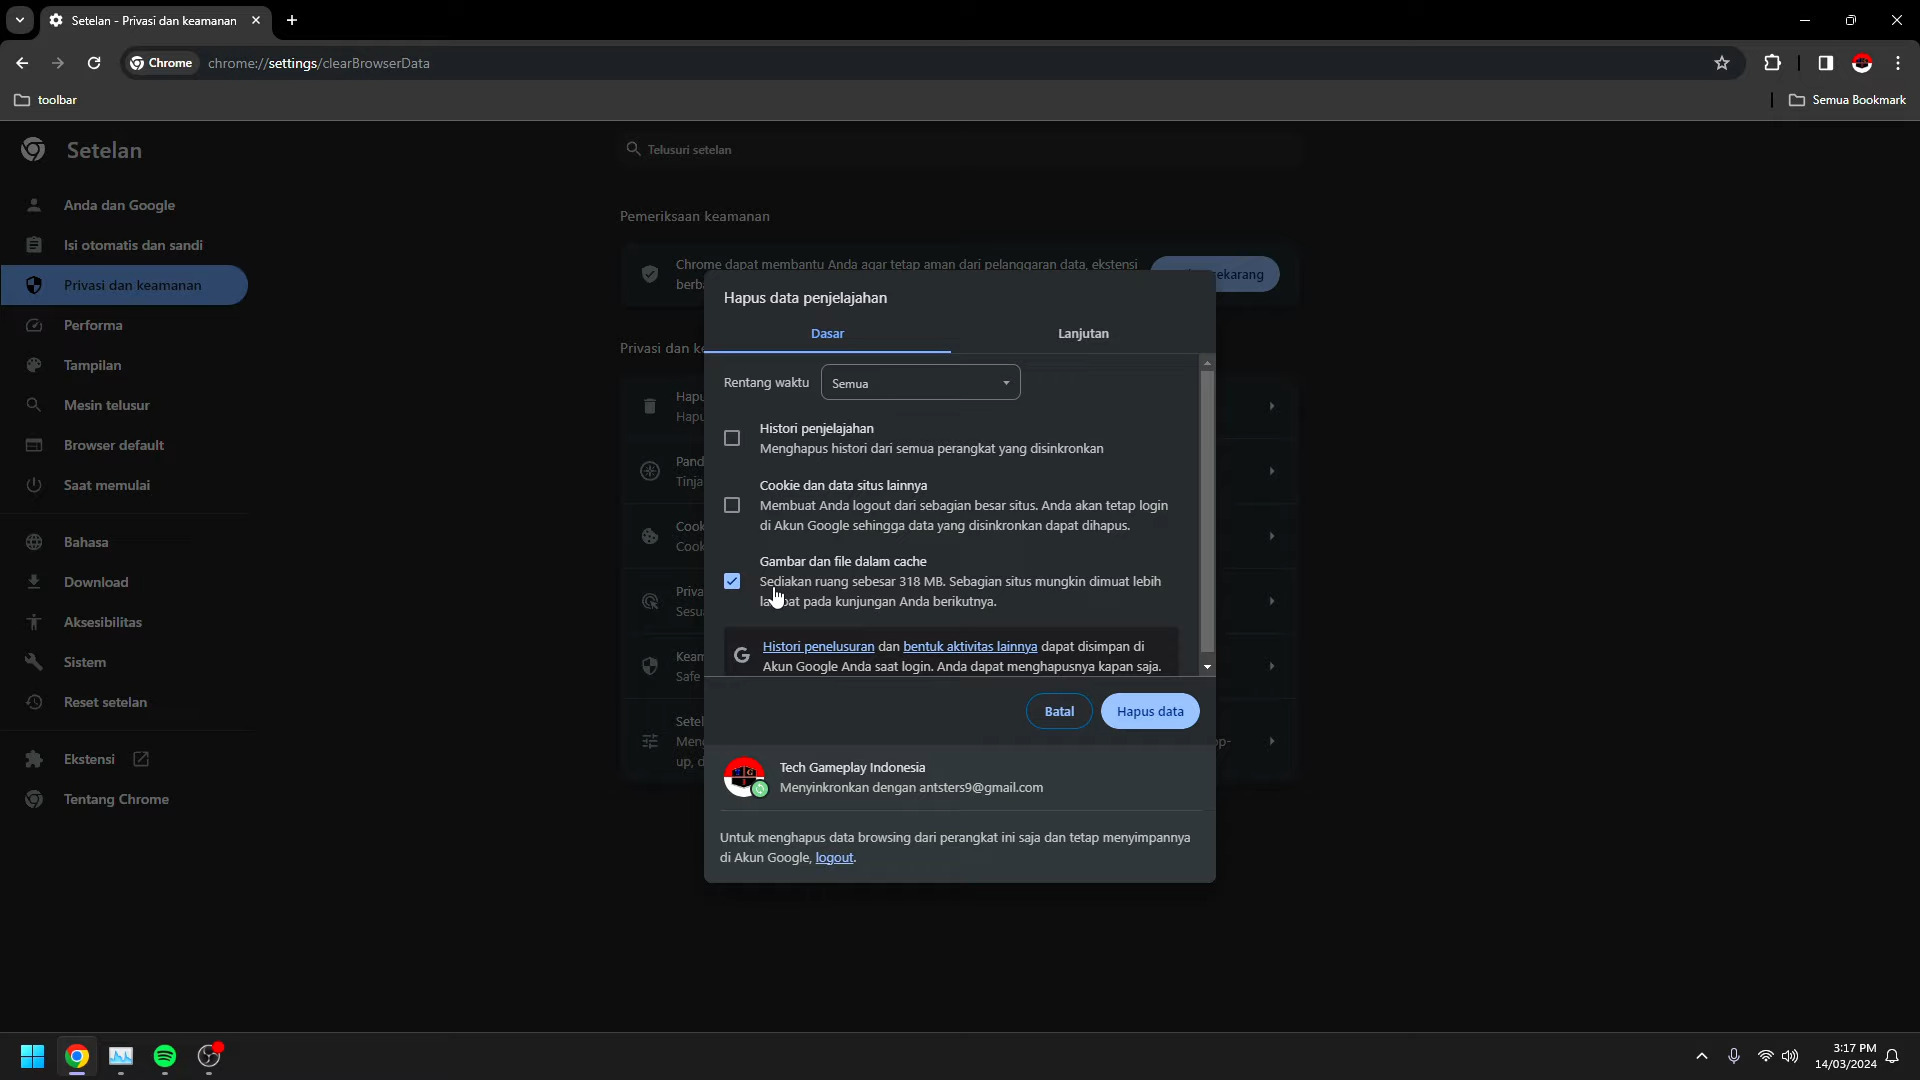 Setelan - Privasi dan keamanan
Chrome
chrome://settings/clearBrowserData
toolbar
Semua Bookmark
Setelan
Telusuri setelan
Anda dan Google
Isi otomatis dan sandi
Privasi dan keamanan
Performa
Tampilan
Mesin telusur
Browser default
Saat memulai
Bahasa
Download
Aksesibilitas
Sistem
Reset setelan
Ekstensi
Tentang Chrome
Pemeriksaan keamanan
Chrome dapat membantu Anda agar tetap aman dari pelanggaran data, ekstensi
ekarang
Privasi dan
Hapus data penjelajahan
Dasar
Lanjutan
Rentang waktu
Semua
Histori penjelajahan
Menghapus histori dari semua perangkat yang disinkronkan
Cookie dan data situs lainnya
Membuat Anda logout dari sebagian besar situs. Anda akan tetap login
di Akun Google sehingga data yang disinkronkan dapat dihapus.
Gambar dan file dalam cache
Sediakan ruang sebesar 318 MB. Sebagian situs mungkin dimuat lebih
pada kunjungan Anda berikutnya.
Histori penelusuran dan bentuk aktivitas lainnya dapat disimpan di
Akun Google Anda saat login. Anda dapat menghapusnya kapan saja.
Batal
Hapus data
Tech Gameplay Indonesia
Menyinkronkan dengan antsters9@gmail.com
Untuk menghapus data browsing dari perangkat ini saja dan tetap menyimpannya
di Akun Google, logout.
3:17 PM
14/03/2024